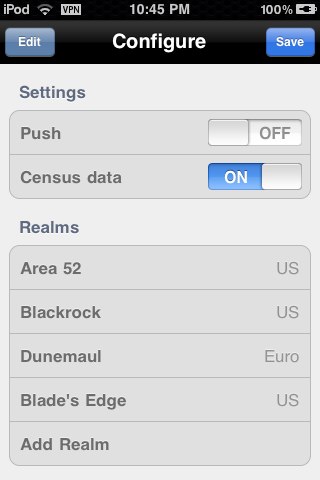 iPod VPN 10:45 PM 100%
Edit Configure Save
Settings
Push OFF
Census data ON
Realms
Area 52 US
Blackrock US
Dunemaul Euro
Blade's Edge US
Add Realm